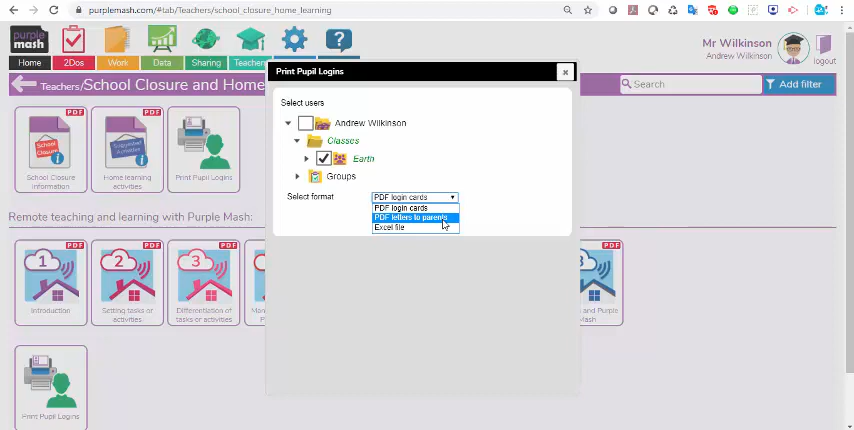 purplemash.com/#tab/Teachers/school_closure_home_learning
purple mash
Home
2Dos
Work
Data
Sharing
Teachers
Mr Wilkinson
Andrew Wilkinson
logout
Teachers/School Closure and Home
Search
Add filter
Print Pupil Logins
Select users
Andrew Wilkinson
Classes
Earth
Groups
Select format
PDF login cards
PDF login cards
PDF letters to parents
Excel file
PDF
School Closure
School Closure
Information
PDF
Suggested
Activities
Home learning
activities
Print Pupil Logins
Remote teaching and learning with Purple Mash:
PDF
1
Introduction
PDF
2
Setting tasks or
activities
PDF
3
Differentiation of
tasks or activities
PDF
and Purple
Mash
Print Pupil Logins